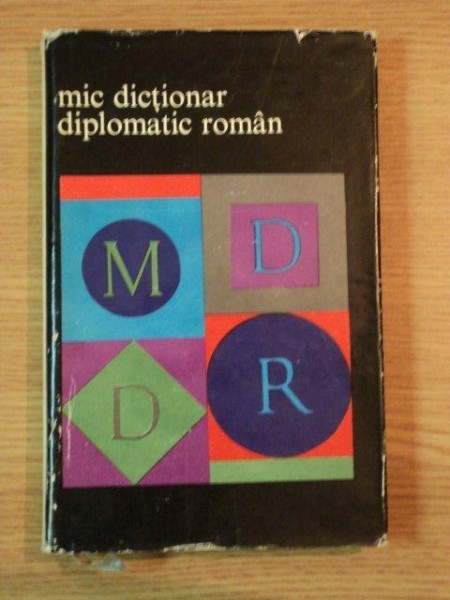 mic dicționar
diplomatic român
M D
D R